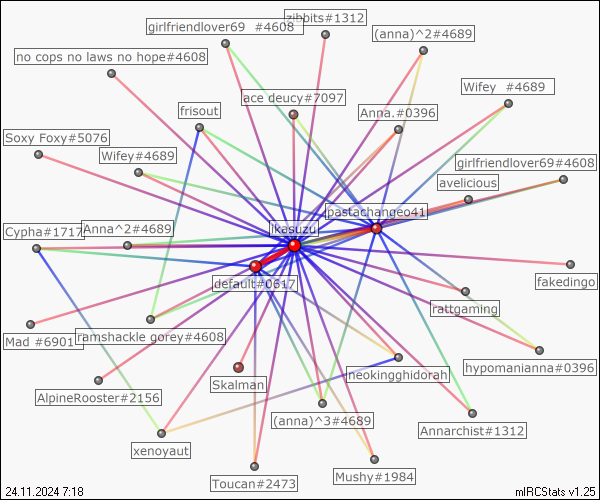 zibbits#1312
girlfriendlover69 #4608
(anna)^2#4689
no cops no laws no hope#4608
Wifey #4689
ace deucy#7097
frisout
Anna.#0396
Soxy Foxy#5076
Wifey#4689
girlfriendlover69#4608
avelicious
pastachangeo41
Cypha#1717
Anna^2#4689
ikasuzu
fakedingo
default#0617
rattgaming
Mad #6901
ramshackle gorey#4608
hypomanianna#0396
neokingghidorah
Skalman
AlpineRooster#2156
(anna)^3#4689
Annarchist#1312
xenoyaut
Mushy#1984
Toucan#2473
24.11.2024 7:18
mIRCStats v1.25